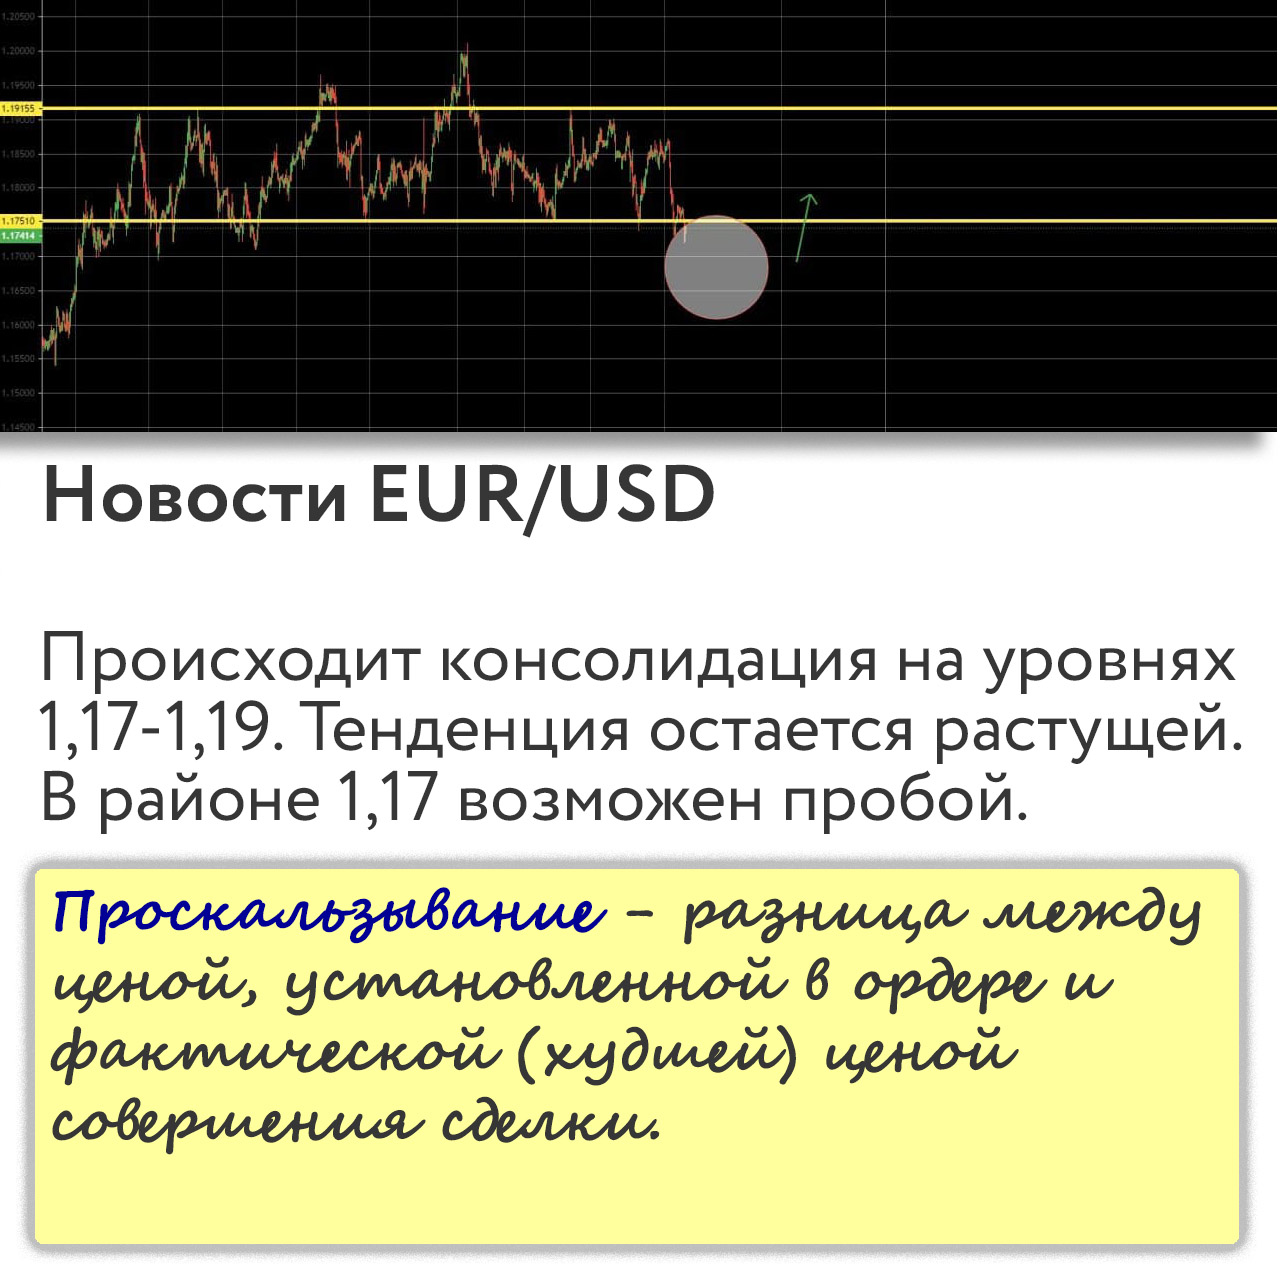 1.20500
1.20000
1.19500
1.19155
1.19000
1.18500
1.18000
1.17510
1.17414
1.17000
1.16500
1.16000
1.15500
1.15000
1.14500
Новости EUR/USD
Происходит консолидация на уровнях
1,17-1,19. Тенденция остается растущей.
В районе 1,17 возможен пробой.
Проскальзывание - разница между
ценой, установленной в ордере и
фактической (худшей) ценой
совершения сделки.